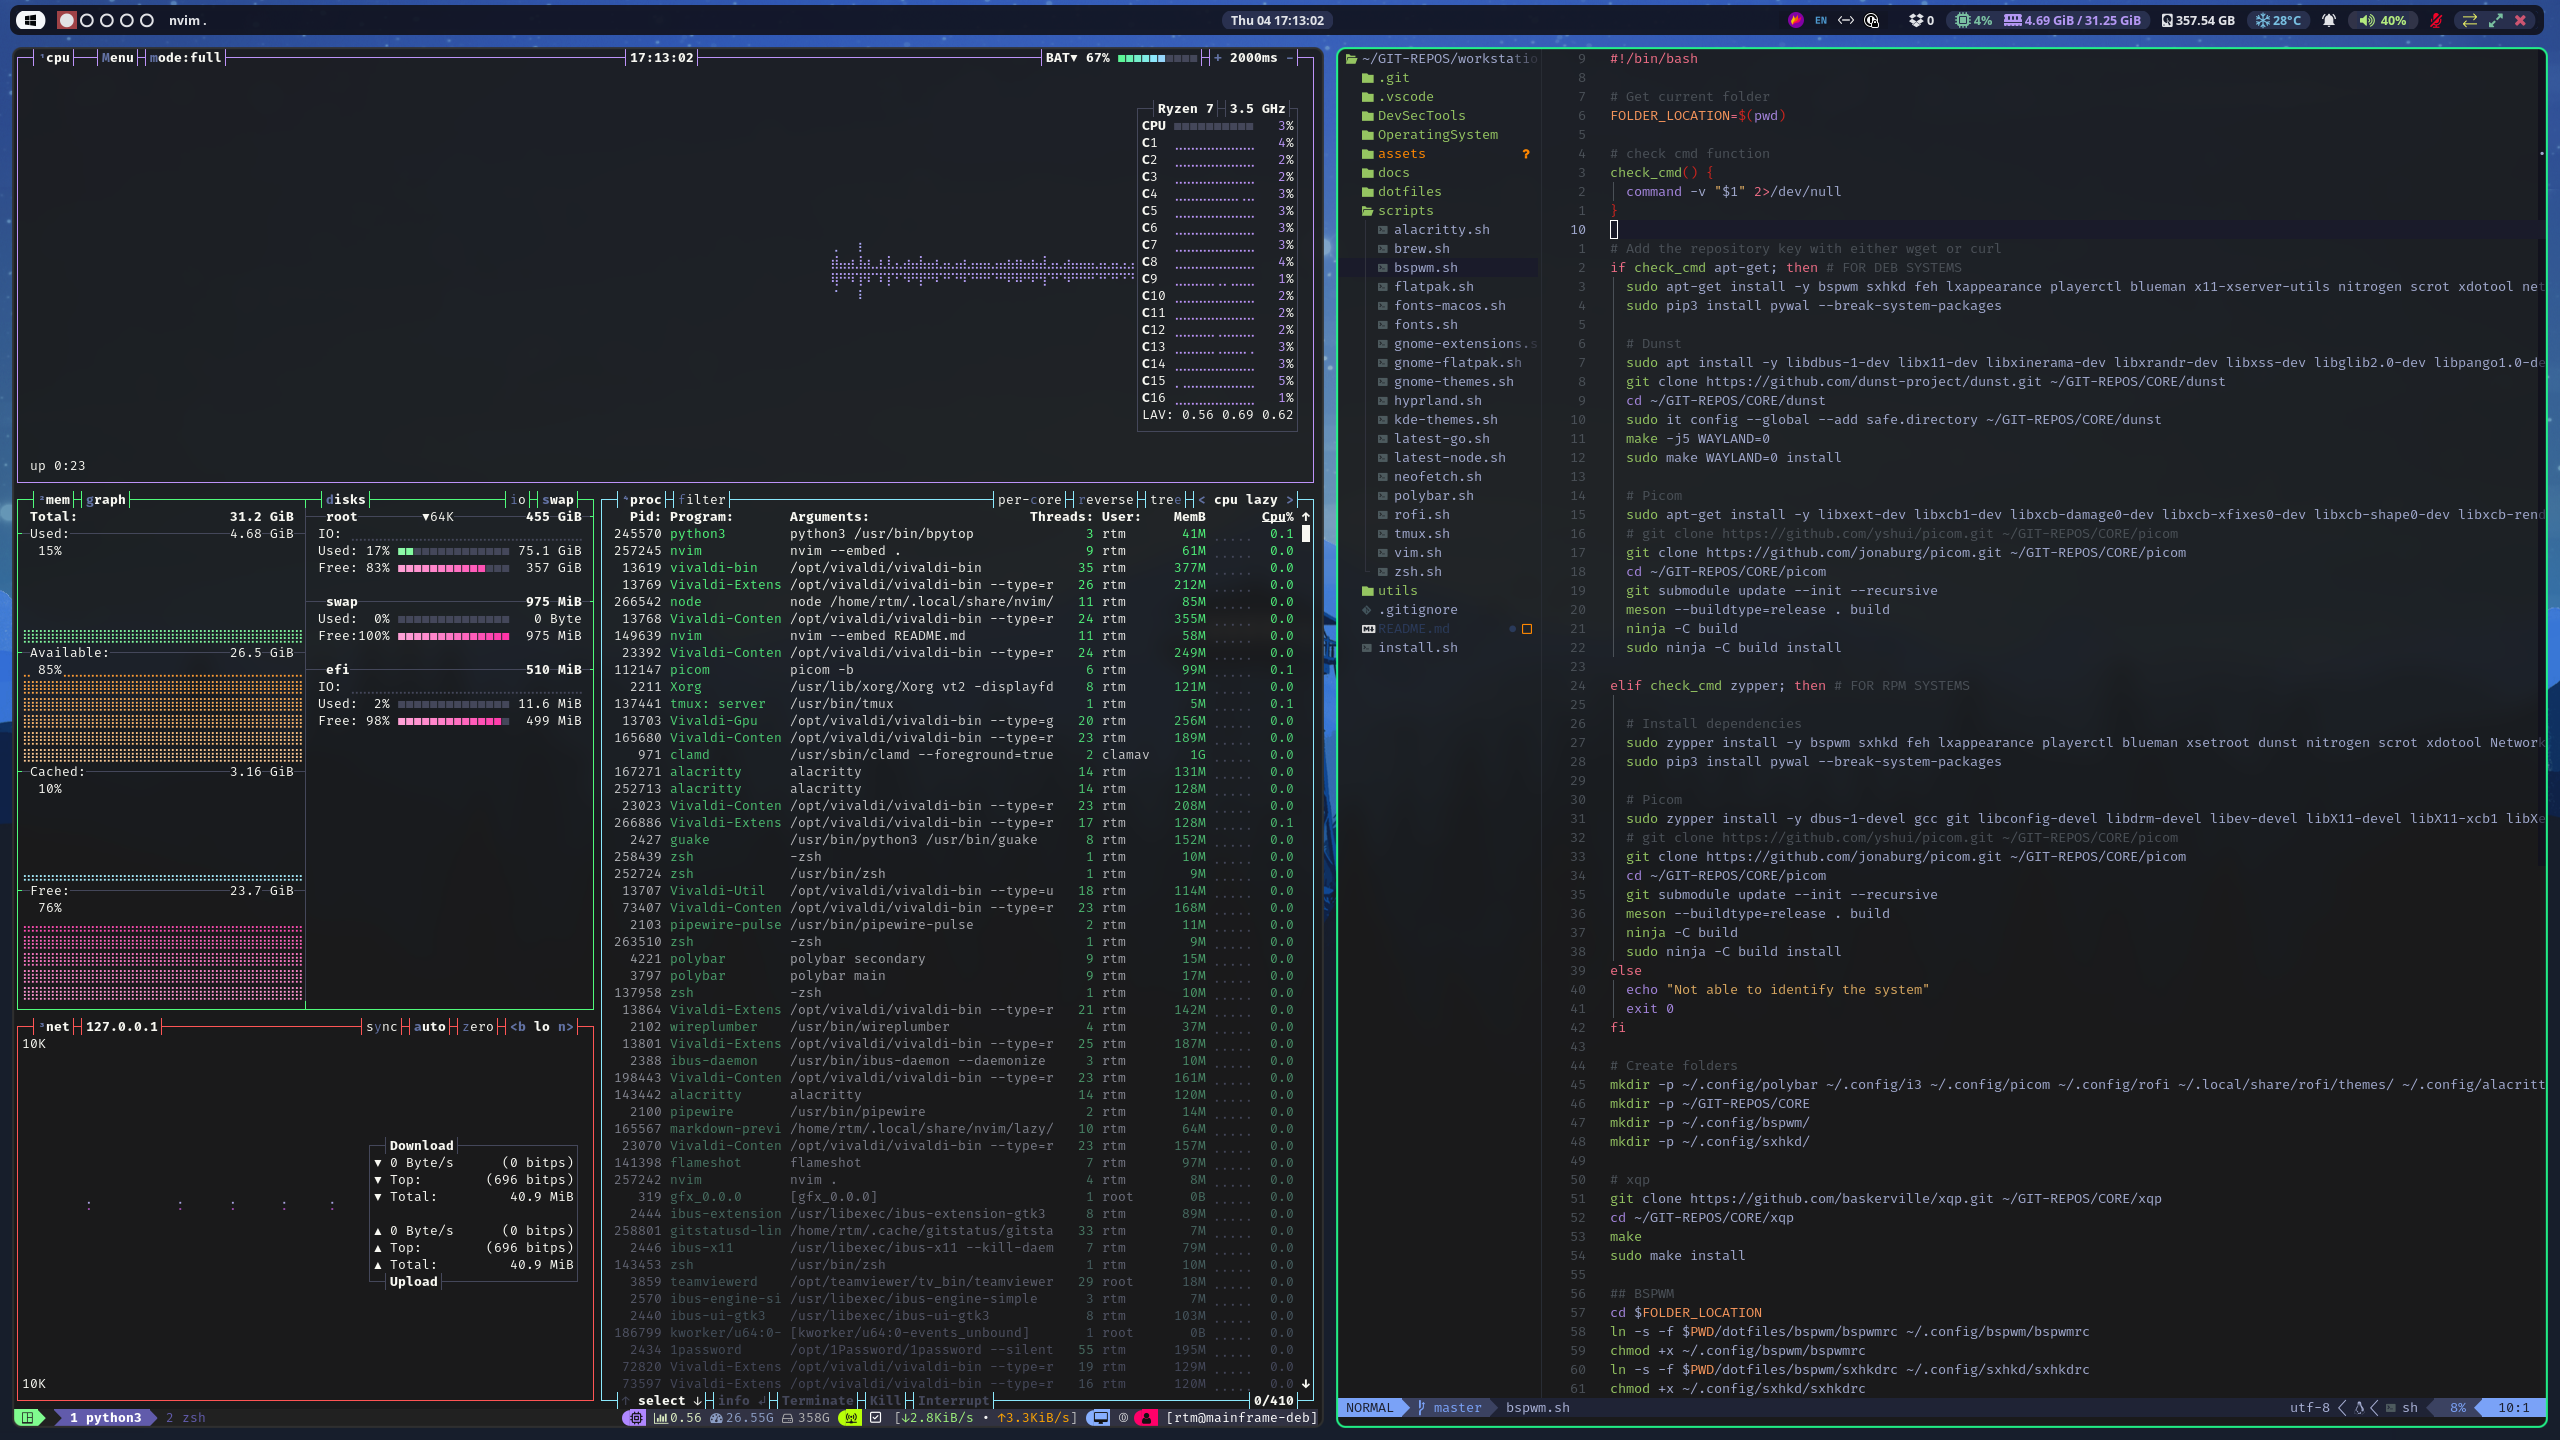 nvim .
Thu 04 17:13:02
EN
0
4%
4.69 GiB / 31.25 GiB
357.54 GB
28°C
40%
¹cpu Menu mode:full 17:13:02 BAT▼ 67% + 2000ms -
Ryzen 7 3.5 GHz
CPU 3%
C1 4%
C2 2%
C3 2%
C4 3%
C5 3%
C6 3%
C7 3%
C8 4%
C9 1%
C10 2%
C11 2%
C12 2%
C13 3%
C14 3%
C15 5%
C16 1%
LAV: 0.56 0.69 0.62
up 0:23
²mem graph
Total: 31.2 GiB
Used: 4.68 GiB
15%
Available: 26.5 GiB
85%
Cached: 3.16 GiB
10%
Free: 23.7 GiB
76%
disks io swap
root ▼64K 455 GiB
IO:
Used: 17% 75.1 GiB
Free: 83% 357 GiB
swap 975 MiB
Used: 0% 0 Byte
Free:100% 975 MiB
efi 510 MiB
IO:
Used: 2% 11.6 MiB
Free: 98% 499 MiB
³net 127.0.0.1 sync auto zero <b lo n>
10K
Download
▼ 0 Byte/s (0 bitps)
▼ Top: (696 bitps)
▼ Total: 40.9 MiB
▲ 0 Byte/s (0 bitps)
▲ Top: (696 bitps)
▲ Total: 40.9 MiB
Upload
10K
⁴proc filter per-core reverse tree < cpu lazy >
Pid: Program: Arguments: Threads: User: MemB Cpu% ↑
245570 python3 python3 /usr/bin/bpytop 3 rtm 41M 0.1
257245 nvim nvim --embed . 9 rtm 61M 0.0
13619 vivaldi-bin /opt/vivaldi/vivaldi-bin 35 rtm 377M 0.0
13769 Vivaldi-Extens /opt/vivaldi/vivaldi-bin --type=r 26 rtm 212M 0.0
266542 node node /home/rtm/.local/share/nvim/ 11 rtm 85M 0.0
13768 Vivaldi-Conten /opt/vivaldi/vivaldi-bin --type=r 24 rtm 355M 0.0
149639 nvim nvim --embed README.md 11 rtm 58M 0.0
23392 Vivaldi-Conten /opt/vivaldi/vivaldi-bin --type=r 24 rtm 249M 0.0
112147 picom picom -b 6 rtm 99M 0.1
2211 Xorg /usr/lib/xorg/Xorg vt2 -displayfd 8 rtm 121M 0.0
137441 tmux: server /usr/bin/tmux 1 rtm 5M 0.1
13703 Vivaldi-Gpu /opt/vivaldi/vivaldi-bin --type=g 20 rtm 256M 0.0
165680 Vivaldi-Conten /opt/vivaldi/vivaldi-bin --type=r 23 rtm 189M 0.0
971 clamd /usr/sbin/clamd --foreground=true 2 clamav 1G 0.0
167271 alacritty alacritty 14 rtm 131M 0.0
252713 alacritty alacritty 14 rtm 128M 0.0
23023 Vivaldi-Conten /opt/vivaldi/vivaldi-bin --type=r 23 rtm 208M 0.0
266886 Vivaldi-Extens /opt/vivaldi/vivaldi-bin --type=r 17 rtm 128M 0.1
2427 guake /usr/bin/python3 /usr/bin/guake 8 rtm 152M 0.0
258439 zsh -zsh 1 rtm 10M 0.0
252724 zsh /usr/bin/zsh 1 rtm 9M 0.0
13707 Vivaldi-Util /opt/vivaldi/vivaldi-bin --type=u 18 rtm 114M 0.0
73407 Vivaldi-Conten /opt/vivaldi/vivaldi-bin --type=r 23 rtm 168M 0.0
2103 pipewire-pulse /usr/bin/pipewire-pulse 2 rtm 11M 0.0
263510 zsh -zsh 1 rtm 9M 0.0
4221 polybar polybar secondary 9 rtm 15M 0.0
3797 polybar polybar main 9 rtm 17M 0.0
137958 zsh -zsh 1 rtm 10M 0.0
13864 Vivaldi-Extens /opt/vivaldi/vivaldi-bin --type=r 21 rtm 142M 0.0
2102 wireplumber /usr/bin/wireplumber 4 rtm 37M 0.0
13801 Vivaldi-Extens /opt/vivaldi/vivaldi-bin --type=r 25 rtm 187M 0.0
2388 ibus-daemon /usr/bin/ibus-daemon --daemonize 3 rtm 10M 0.0
198443 Vivaldi-Conten /opt/vivaldi/vivaldi-bin --type=r 23 rtm 161M 0.0
143442 alacritty alacritty 14 rtm 120M 0.0
2100 pipewire /usr/bin/pipewire 2 rtm 14M 0.0
165567 markdown-previ /home/rtm/.local/share/nvim/lazy/ 10 rtm 64M 0.0
23070 Vivaldi-Conten /opt/vivaldi/vivaldi-bin --type=r 23 rtm 157M 0.0
141398 flameshot flameshot 7 rtm 97M 0.0
257242 nvim nvim . 4 rtm 8M 0.0
319 gfx_0.0.0 [gfx_0.0.0] 1 root 0B 0.0
2444 ibus-extension /usr/libexec/ibus-extension-gtk3 8 rtm 89M 0.0
258801 gitstatusd-lin /home/rtm/.cache/gitstatus/gitsta 33 rtm 7M 0.0
2446 ibus-x11 /usr/libexec/ibus-x11 --kill-daem 7 rtm 79M 0.0
143453 zsh /usr/bin/zsh 1 rtm 10M 0.0
3859 teamviewerd /opt/teamviewer/tv_bin/teamviewer 29 root 18M 0.0
2570 ibus-engine-si /usr/libexec/ibus-engine-simple 3 rtm 7M 0.0
2440 ibus-ui-gtk3 /usr/libexec/ibus-ui-gtk3 8 rtm 103M 0.0
186799 kworker/u64:0- [kworker/u64:0-events_unbound] 1 root 0B 0.0
2434 1password /opt/1Password/1password --silent 55 rtm 195M 0.0
72820 Vivaldi-Extens /opt/vivaldi/vivaldi-bin --type=r 19 rtm 129M 0.0
73597 Vivaldi-Extens /opt/vivaldi/vivaldi-bin --type=r 16 rtm 120M 0.0 ↓
↑ select ↓ info ↲ Terminate Kill Interrupt 0/410
1 python3 2 zsh 0.56 26.55G 358G [↓2.8KiB/s • ↑3.3KiB/s] [rtm@mainframe-deb]
~/GIT-REPOS/workstatio
.git
.vscode
DevSecTools
OperatingSystem
assets ?
docs
dotfiles
scripts
alacritty.sh
brew.sh
bspwm.sh
flatpak.sh
fonts-macos.sh
fonts.sh
gnome-extensions.s
gnome-flatpak.sh
gnome-themes.sh
hyprland.sh
kde-themes.sh
latest-go.sh
latest-node.sh
neofetch.sh
polybar.sh
rofi.sh
tmux.sh
vim.sh
zsh.sh
utils
.gitignore
README.md
install.sh
9 #!/bin/bash
8
7 # Get current folder
6 FOLDER_LOCATION=$(pwd)
5
4 # check cmd function
3 check_cmd() {
2 command -v "$1" 2>/dev/null
1 }
10
1 # Add the repository key with either wget or curl
2 if check_cmd apt-get; then # FOR DEB SYSTEMS
3 sudo apt-get install -y bspwm sxhkd feh lxappearance playerctl blueman x11-xserver-utils nitrogen scrot xdotool net
4 sudo pip3 install pywal --break-system-packages
5
6 # Dunst
7 sudo apt install -y libdbus-1-dev libx11-dev libxinerama-dev libxrandr-dev libxss-dev libglib2.0-dev libpango1.0-de
8 git clone https://github.com/dunst-project/dunst.git ~/GIT-REPOS/CORE/dunst
9 cd ~/GIT-REPOS/CORE/dunst
10 sudo it config --global --add safe.directory ~/GIT-REPOS/CORE/dunst
11 make -j5 WAYLAND=0
12 sudo make WAYLAND=0 install
13
14 # Picom
15 sudo apt-get install -y libxext-dev libxcb1-dev libxcb-damage0-dev libxcb-xfixes0-dev libxcb-shape0-dev libxcb-rend
16 # git clone https://github.com/yshui/picom.git ~/GIT-REPOS/CORE/picom
17 git clone https://github.com/jonaburg/picom.git ~/GIT-REPOS/CORE/picom
18 cd ~/GIT-REPOS/CORE/picom
19 git submodule update --init --recursive
20 meson --buildtype=release . build
21 ninja -C build
22 sudo ninja -C build install
23
24 elif check_cmd zypper; then # FOR RPM SYSTEMS
25
26 # Install dependencies
27 sudo zypper install -y bspwm sxhkd feh lxappearance playerctl blueman xsetroot dunst nitrogen scrot xdotool Network
28 sudo pip3 install pywal --break-system-packages
29
30 # Picom
31 sudo zypper install -y dbus-1-devel gcc git libconfig-devel libdrm-devel libev-devel libX11-devel libX11-xcb1 libXe
32 # git clone https://github.com/yshui/picom.git ~/GIT-REPOS/CORE/picom
33 git clone https://github.com/jonaburg/picom.git ~/GIT-REPOS/CORE/picom
34 cd ~/GIT-REPOS/CORE/picom
35 git submodule update --init --recursive
36 meson --buildtype=release . build
37 ninja -C build
38 sudo ninja -C build install
39 else
40 echo "Not able to identify the system"
41 exit 0
42 fi
43
44 # Create folders
45 mkdir -p ~/.config/polybar ~/.config/i3 ~/.config/picom ~/.config/rofi ~/.local/share/rofi/themes/ ~/.config/alacritt
46 mkdir -p ~/GIT-REPOS/CORE
47 mkdir -p ~/.config/bspwm/
48 mkdir -p ~/.config/sxhkd/
49
50 # xqp
51 git clone https://github.com/baskerville/xqp.git ~/GIT-REPOS/CORE/xqp
52 cd ~/GIT-REPOS/CORE/xqp
53 make
54 sudo make install
55
56 ## BSPWM
57 cd $FOLDER_LOCATION
58 ln -s -f $PWD/dotfiles/bspwm/bspwmrc ~/.config/bspwm/bspwmrc
59 chmod +x ~/.config/bspwm/bspwmrc
60 ln -s -f $PWD/dotfiles/bspwm/sxhkdrc ~/.config/sxhkd/sxhkdrc
61 chmod +x ~/.config/sxhkd/sxhkdrc
NORMAL master bspwm.sh utf-8 sh 8% 10:1